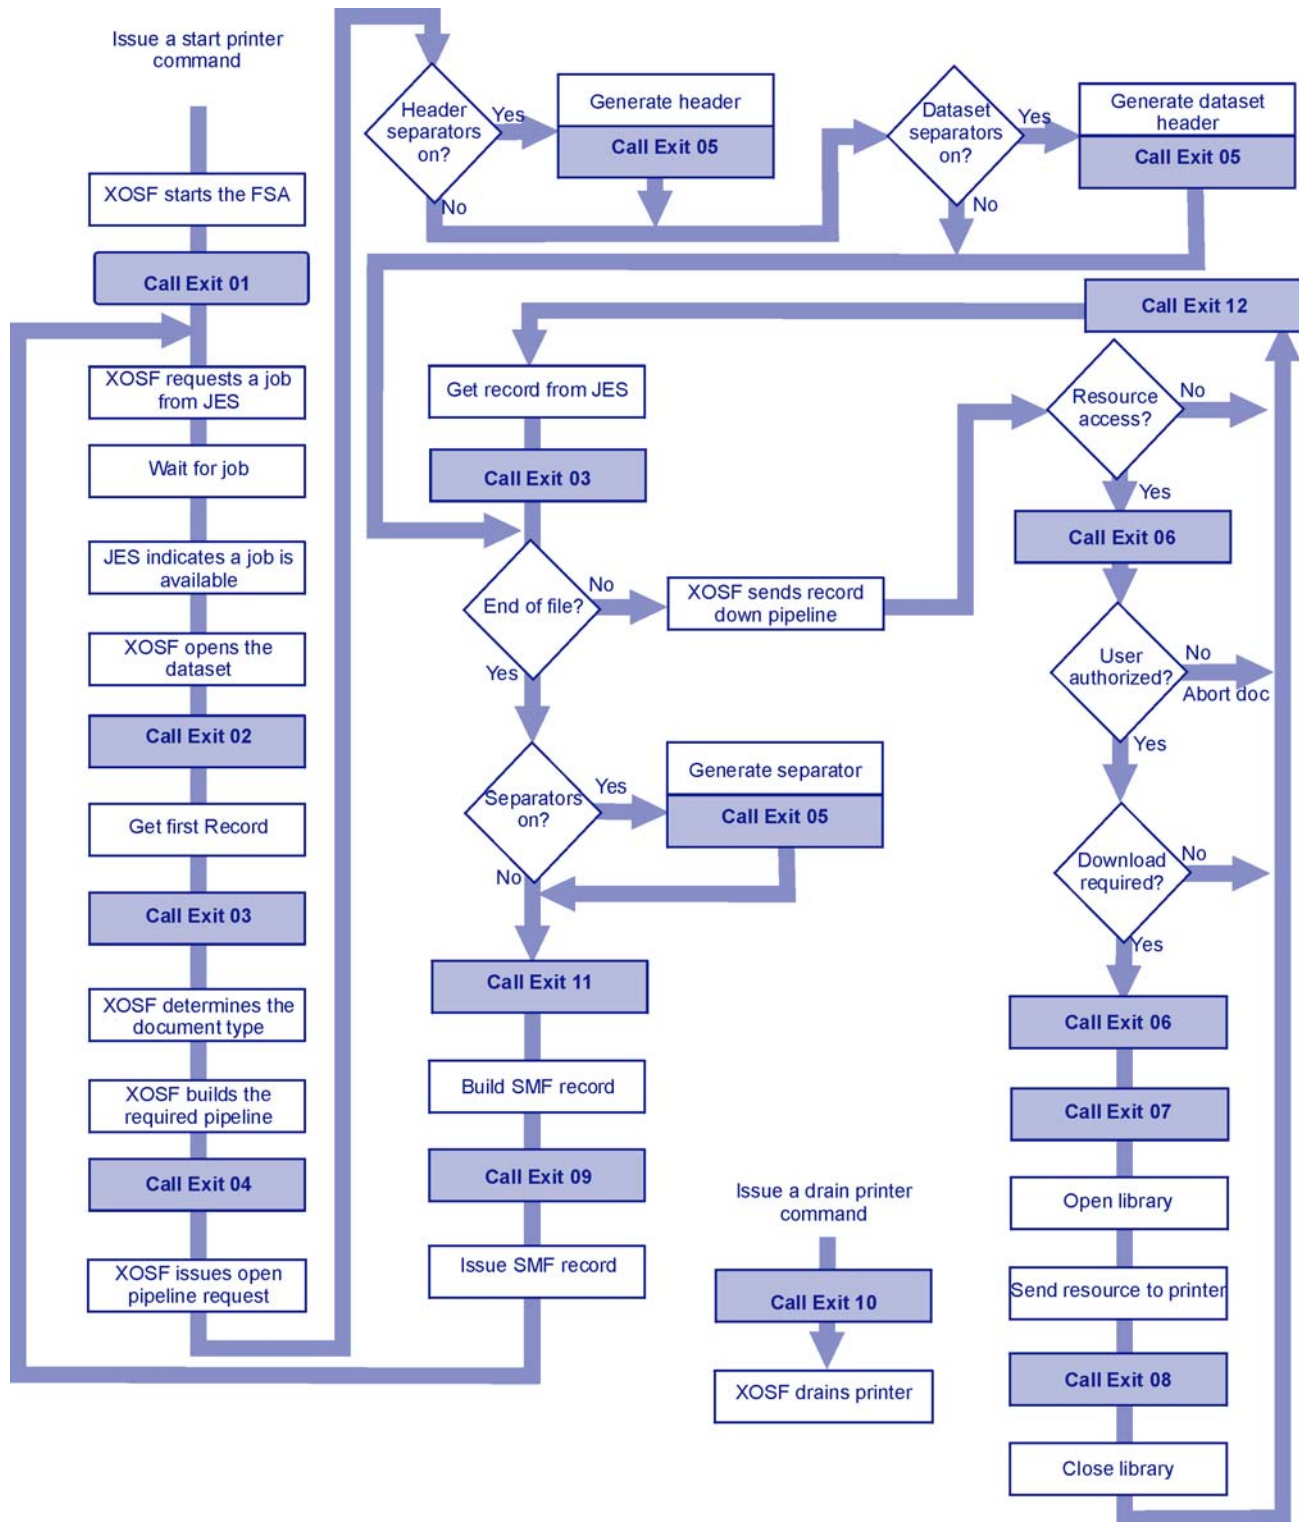 Issue a start printer
command
XOSF starts the FSA
Call Exit 01
XOSF requests a job
from JES
Wait for job
JES indicates a job is
available
XOSF opens the
dataset
Call Exit 02
Get first Record
Call Exit 03
XOSF determines the
document type
XOSF builds the
required pipeline
Call Exit 04
XOSF issues open
pipeline request
Header
separators
on?
Yes
No
Generate header
Call Exit 05
Dataset
separators
on?
Yes
No
Generate dataset
header
Call Exit 05
Call Exit 12
Get record from JES
Call Exit 03
End of file?
No
Yes
XOSF sends record
down pipeline
Separators
on?
Yes
No
Generate separator
Call Exit 05
Call Exit 11
Build SMF record
Call Exit 09
Issue SMF record
Resource
access?
No
Yes
Call Exit 06
User
authorized?
No
Abort doc
Yes
Download
required?
No
Yes
Call Exit 06
Call Exit 07
Open library
Send resource to printer
Call Exit 08
Close library
Issue a drain printer
command
Call Exit 10
XOSF drains printer